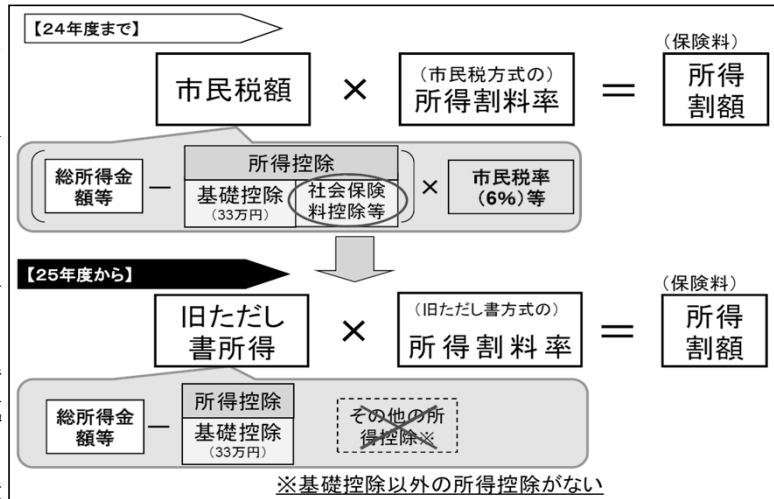 【24年度まで】
(保険料)
市民税額
×
(市民税方式の)
所得割料率
＝
所得
割額
総所得金
額等
－
所得控除
基礎控除
(33万円)
社会保険
料控除等
×
市民税率
(6%)等
【25年度から】
(保険料)
旧ただし
書所得
×
(旧ただし書方式の)
所得割料率
＝
所得
割額
総所得金
額等
－
所得控除
基礎控除
(33万円)
その他の所
得控除※
※基礎控除以外の所得控除がない